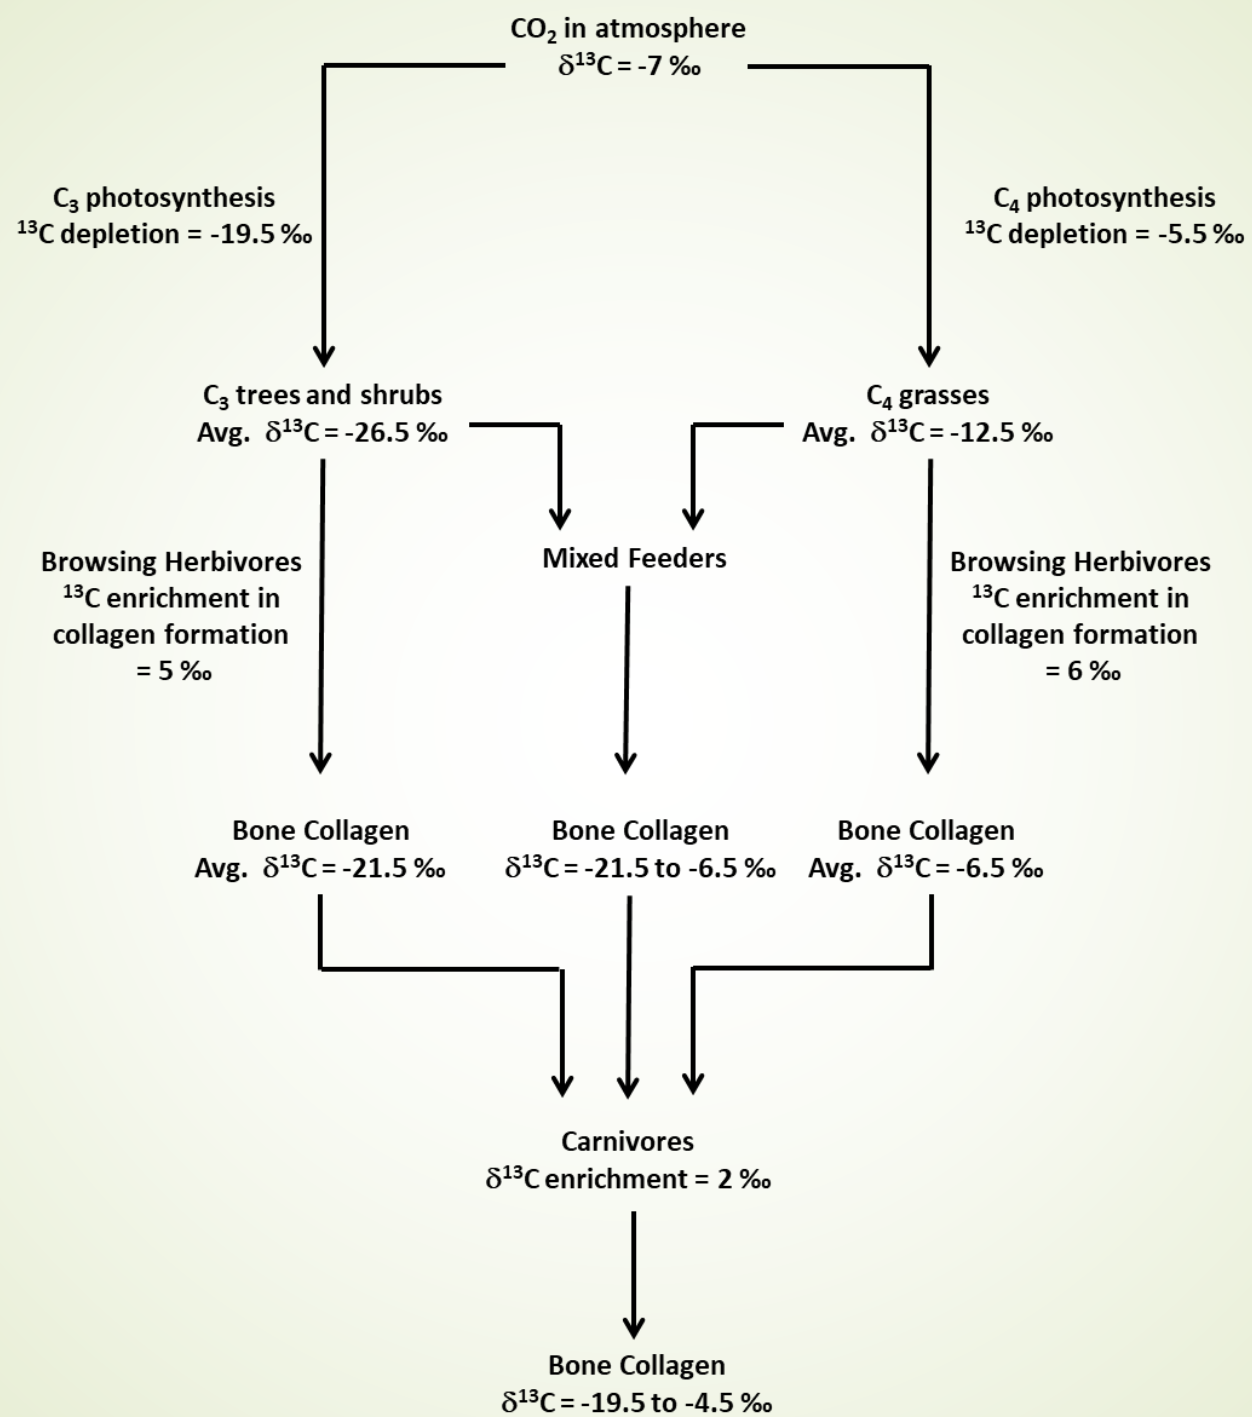 CO₂ in atmosphere
δ¹³C = -7 ‰
C₃ photosynthesis
¹³C depletion = -19.5 ‰
C₄ photosynthesis
¹³C depletion = -5.5 ‰
C₃ trees and shrubs
Avg. δ¹³C = -26.5 ‰
C₄ grasses
Avg. δ¹³C = -12.5 ‰
Browsing Herbivores
¹³C enrichment in
collagen formation
= 5 ‰
Mixed Feeders
Browsing Herbivores
¹³C enrichment in
collagen formation
= 6 ‰
Bone Collagen
Avg. δ¹³C = -21.5 ‰
Bone Collagen
δ¹³C = -21.5 to -6.5 ‰
Bone Collagen
Avg. δ¹³C = -6.5 ‰
Carnivores
δ¹³C enrichment = 2 ‰
Bone Collagen
δ¹³C = -19.5 to -4.5 ‰